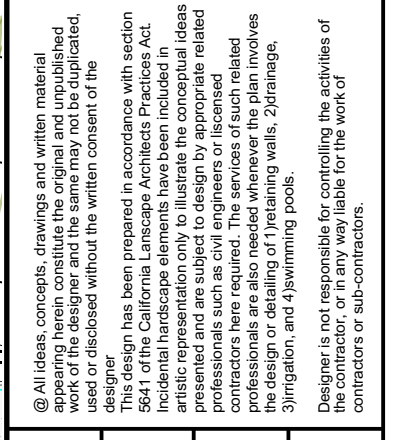 @ All ideas, concepts, drawings and written material
appearing herein constitute the original and unpublished
work of the designer and the same may not be duplicated,
used or disclosed without the written consent of the
designer
This design has been prepared in accordance with section
5641 of the California Lanscape Architects Practices Act.
Incidental hardscape elements have been included in
artistic representation only to illustrate the conceptual ideas
presented and are subject to design by appropriate related
professionals such as civil engineers or liscensed
contractors here required. The services of such related
professionals are also needed whenever the plan involves
the design or detailing of 1)retaining walls, 2)drainage,
3)irrigation, and 4)swimming pools.
Designer is not responsible for controlling the activities of
the contractor, or in any way liable for the work of
contractors or sub-contractors.